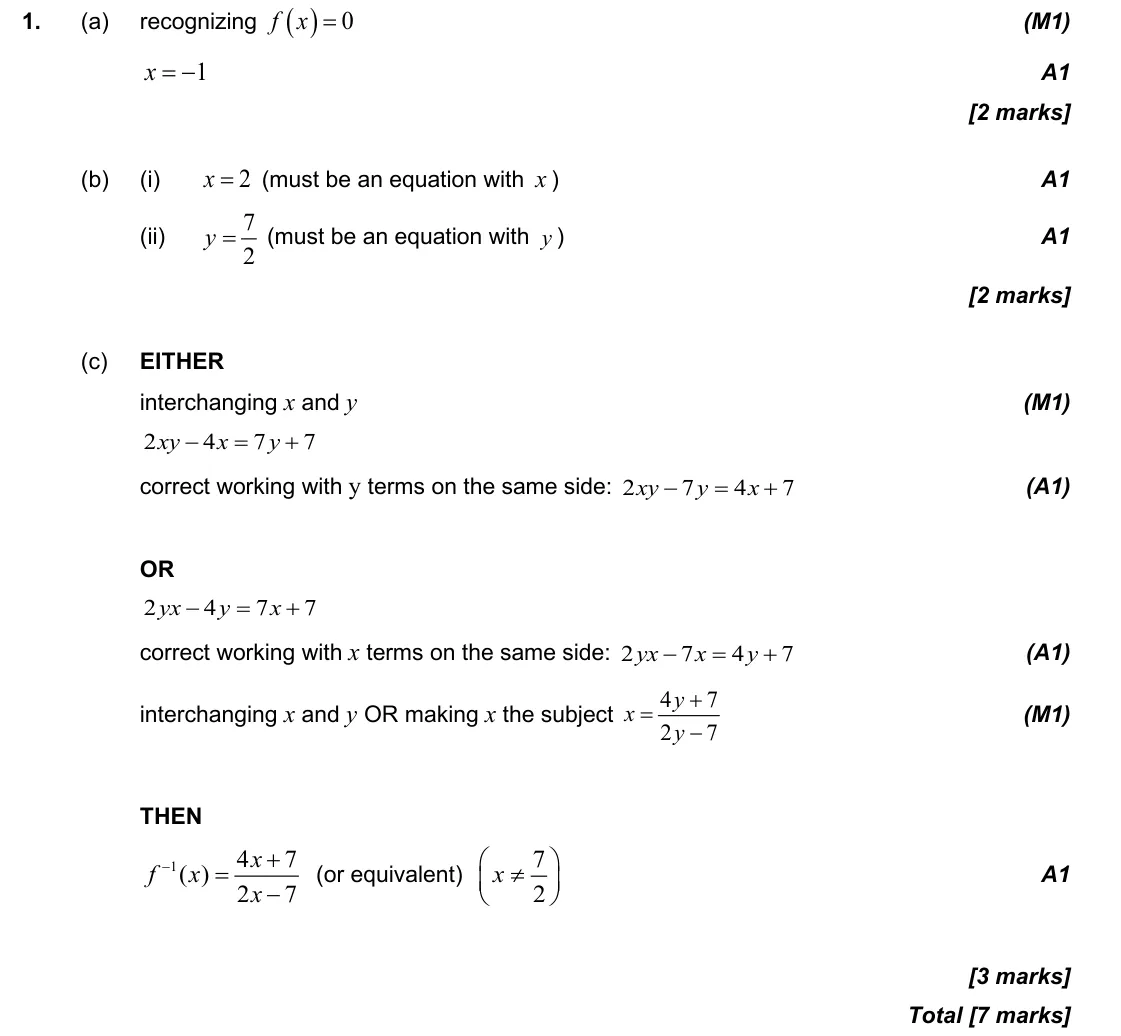 1. (a) recognizing f(x) = 0 (M1)
x = −1 A1
[2 marks]
(b) (i) x = 2 (must be an equation with x) A1
(ii) y = 7/2 (must be an equation with y) A1
[2 marks]
(c) EITHER
interchanging x and y (M1)
2xy − 4x = 7y + 7
correct working with y terms on the same side: 2xy − 7y = 4x + 7 (A1)
OR
2yx − 4y = 7x + 7
correct working with x terms on the same side: 2yx − 7x = 4y + 7 (A1)
interchanging x and y OR making x the subject x = (4y + 7)/(2y − 7) (M1)
THEN
f⁻¹(x) = (4x + 7)/(2x − 7) (or equivalent) (x ≠ 7/2) A1
[3 marks]
Total [7 marks]